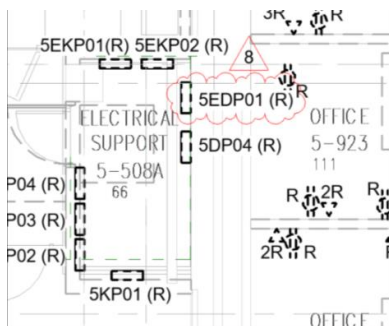 3R
R
5EKP01(R)
5EKP02 (R)
8
R
5EDP01 (R)
ELECTRICAL
SUPPORT
5-508A
66
OFFICE
5-923
111
5DP04 (R)
P04 (R)
P03 (R)
P02 (R)
R
2R
R
2R
R
5KP01 (R)
OFFICE